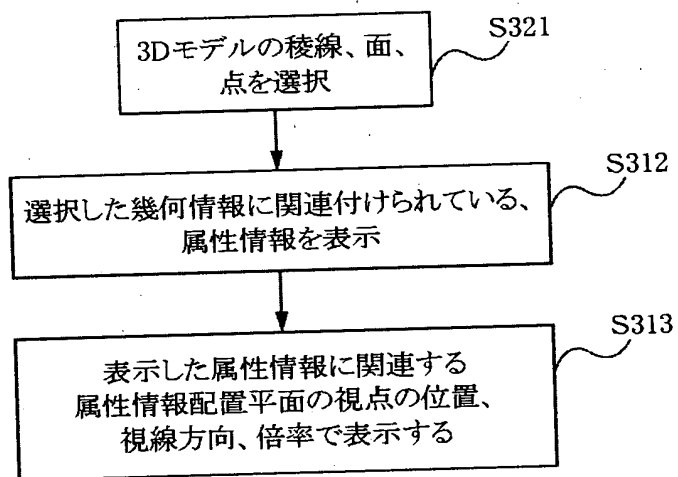 S321
3Dモデルの稜線、面、
点を選択
S312
選択した幾何情報に関連付けられている、
属性情報を表示
S313
表示した属性情報に関連する
属性情報配置平面の視点の位置、
視線方向、倍率で表示する